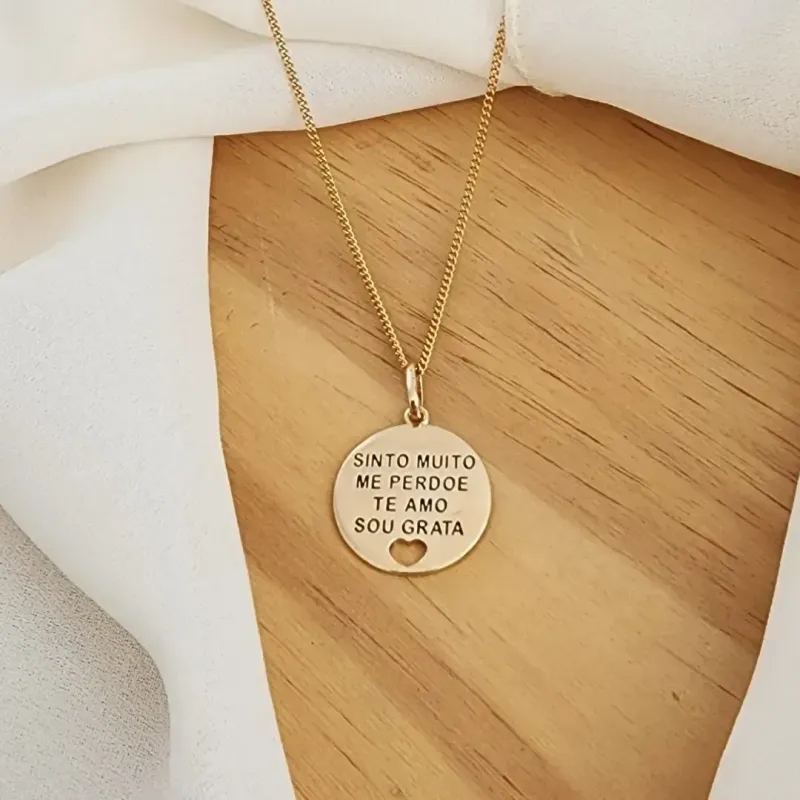 SINTO MUITO
ME PERDOE
TE AMO
SOU GRATA